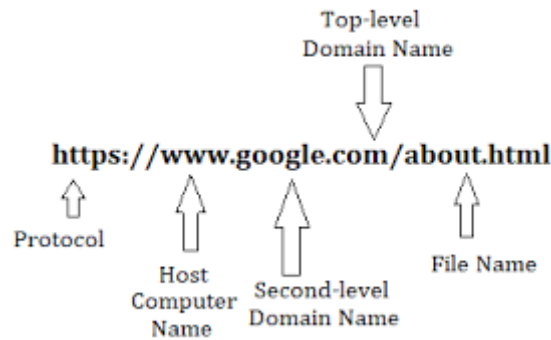 Top-level
Domain Name
https://www.google.com/about.html
Protocol
Host
Computer
Name
Second-level
Domain Name
File Name